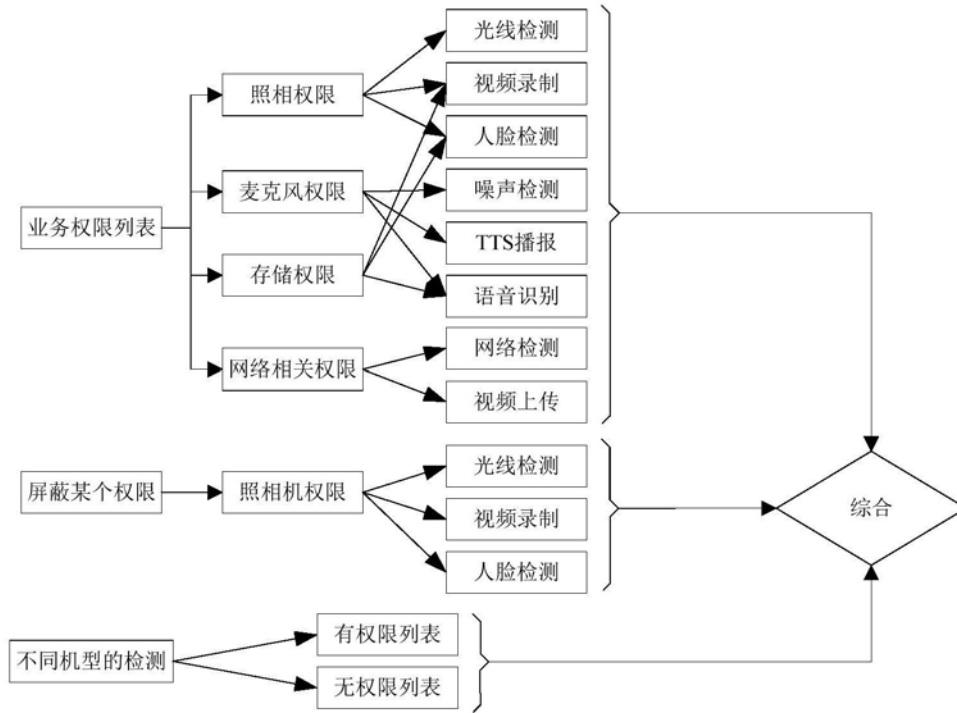 光线检测
视频录制
照相权限
人脸检测
麦克风权限
噪声检测
业务权限列表
TTS播报
存储权限
语音识别
网络相关权限
网络检测
视频上传
光线检测
屏蔽某个权限
照相机权限
视频录制
综合
人脸检测
有权限列表
不同机型的检测
无权限列表